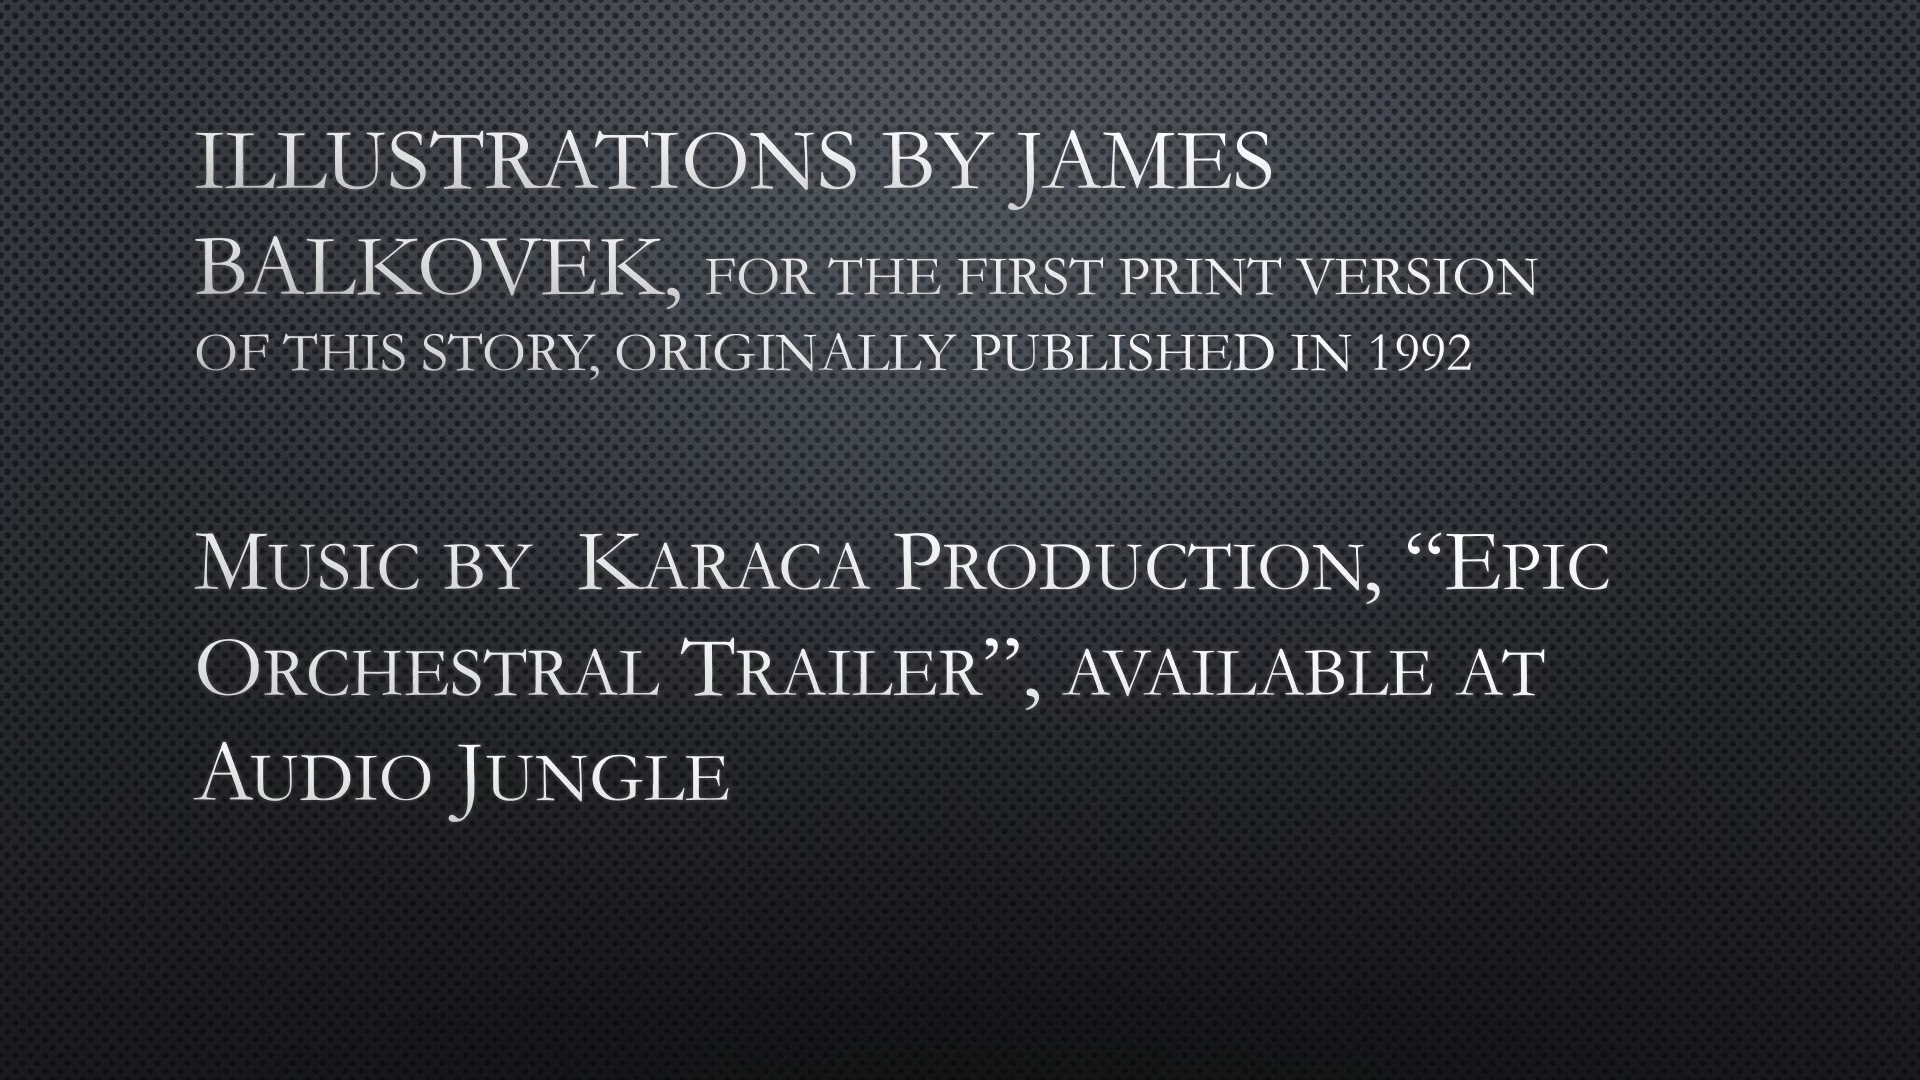 ILLUSTRATIONS BY JAMES
BALKOVEK, FOR THE FIRST PRINT VERSION
OF THIS STORY, ORIGINALLY PUBLISHED IN 1992
MUSIC BY  KARACA PRODUCTION, “EPIC
ORCHESTRAL TRAILER”, AVAILABLE AT
AUDIO JUNGLE